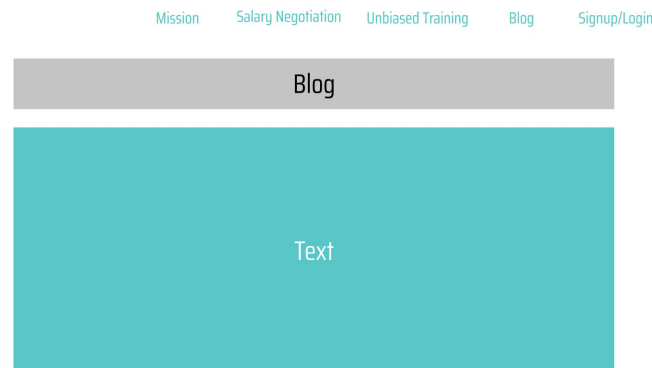 Mission Salary Negotiation Unbiased Training Blog Signup/Login
Blog
Text